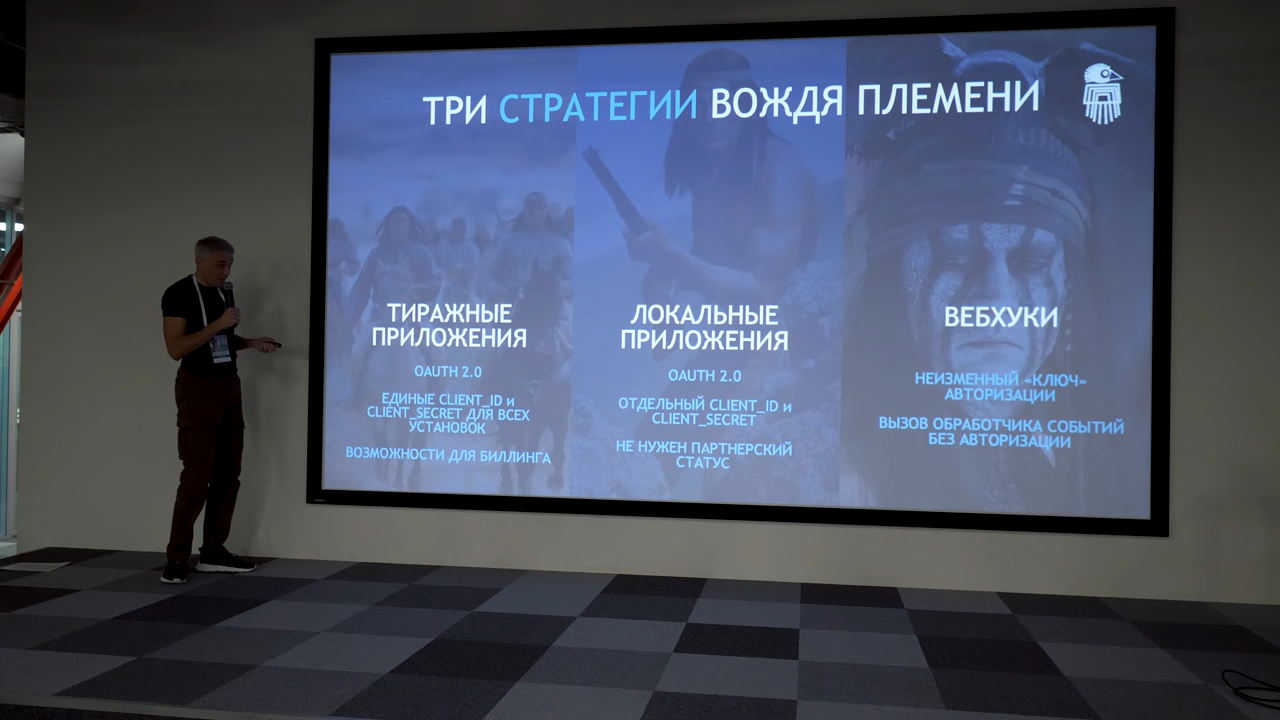 ТРИ СТРАТЕГИИ ВОЖДЯ ПЛЕМЕНИ
ТИРАЖНЫЕ
ПРИЛОЖЕНИЯ
OAUTH 2.0
ЕДИНЫЕ CLIENT_ID и
CLIENT_SECRET ДЛЯ ВСЕХ
УСТАНОВОК
ВОЗМОЖНОСТИ ДЛЯ БИЛЛИНГА
ЛОКАЛЬНЫЕ
ПРИЛОЖЕНИЯ
OAUTH 2.0
ОТДЕЛЬНЫЙ CLIENT_ID и
CLIENT_SECRET
НЕ НУЖЕН ПАРТНЕРСКИЙ
СТАТУС
ВЕБХУКИ
НЕИЗМЕННЫЙ «КЛЮЧ»
АВТОРИЗАЦИИ
ВЫЗОВ ОБРАБОТЧИКА СОБЫТИЙ
БЕЗ АВТОРИЗАЦИИ